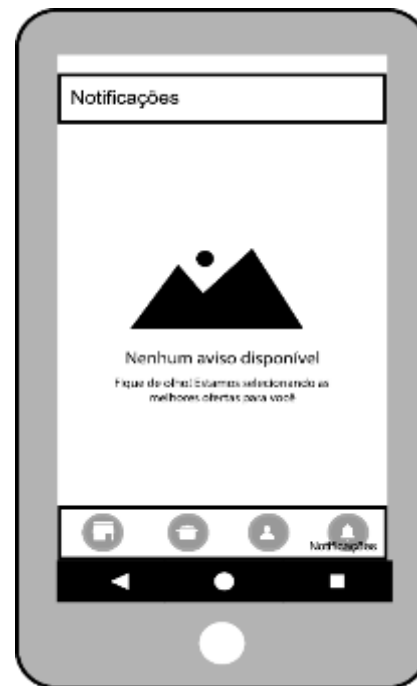 Notificações
Nenhum aviso disponível
Fique de olho! Estamos selecionando as
melhores ofertas para você
Notificações